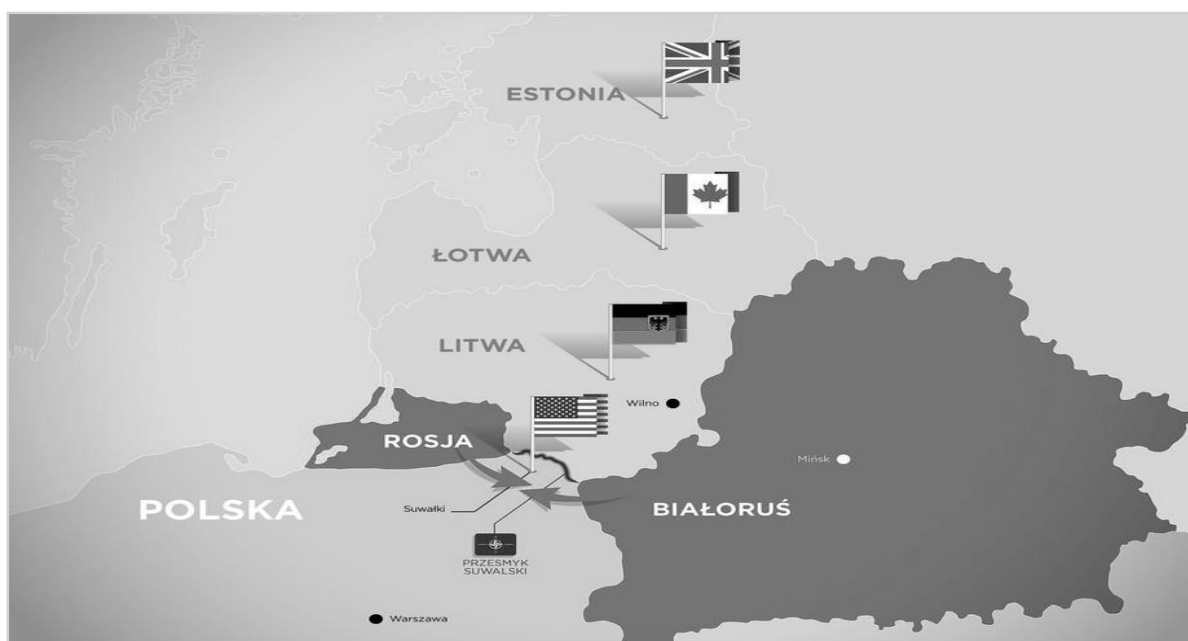 ESTONIA
ŁOTWA
LITWA
Wilno
ROSJA
Mińsk
POLSKA
Suwałki
BIAŁORUŚ
PRZESMYK
SUWALSKI
Warszawa